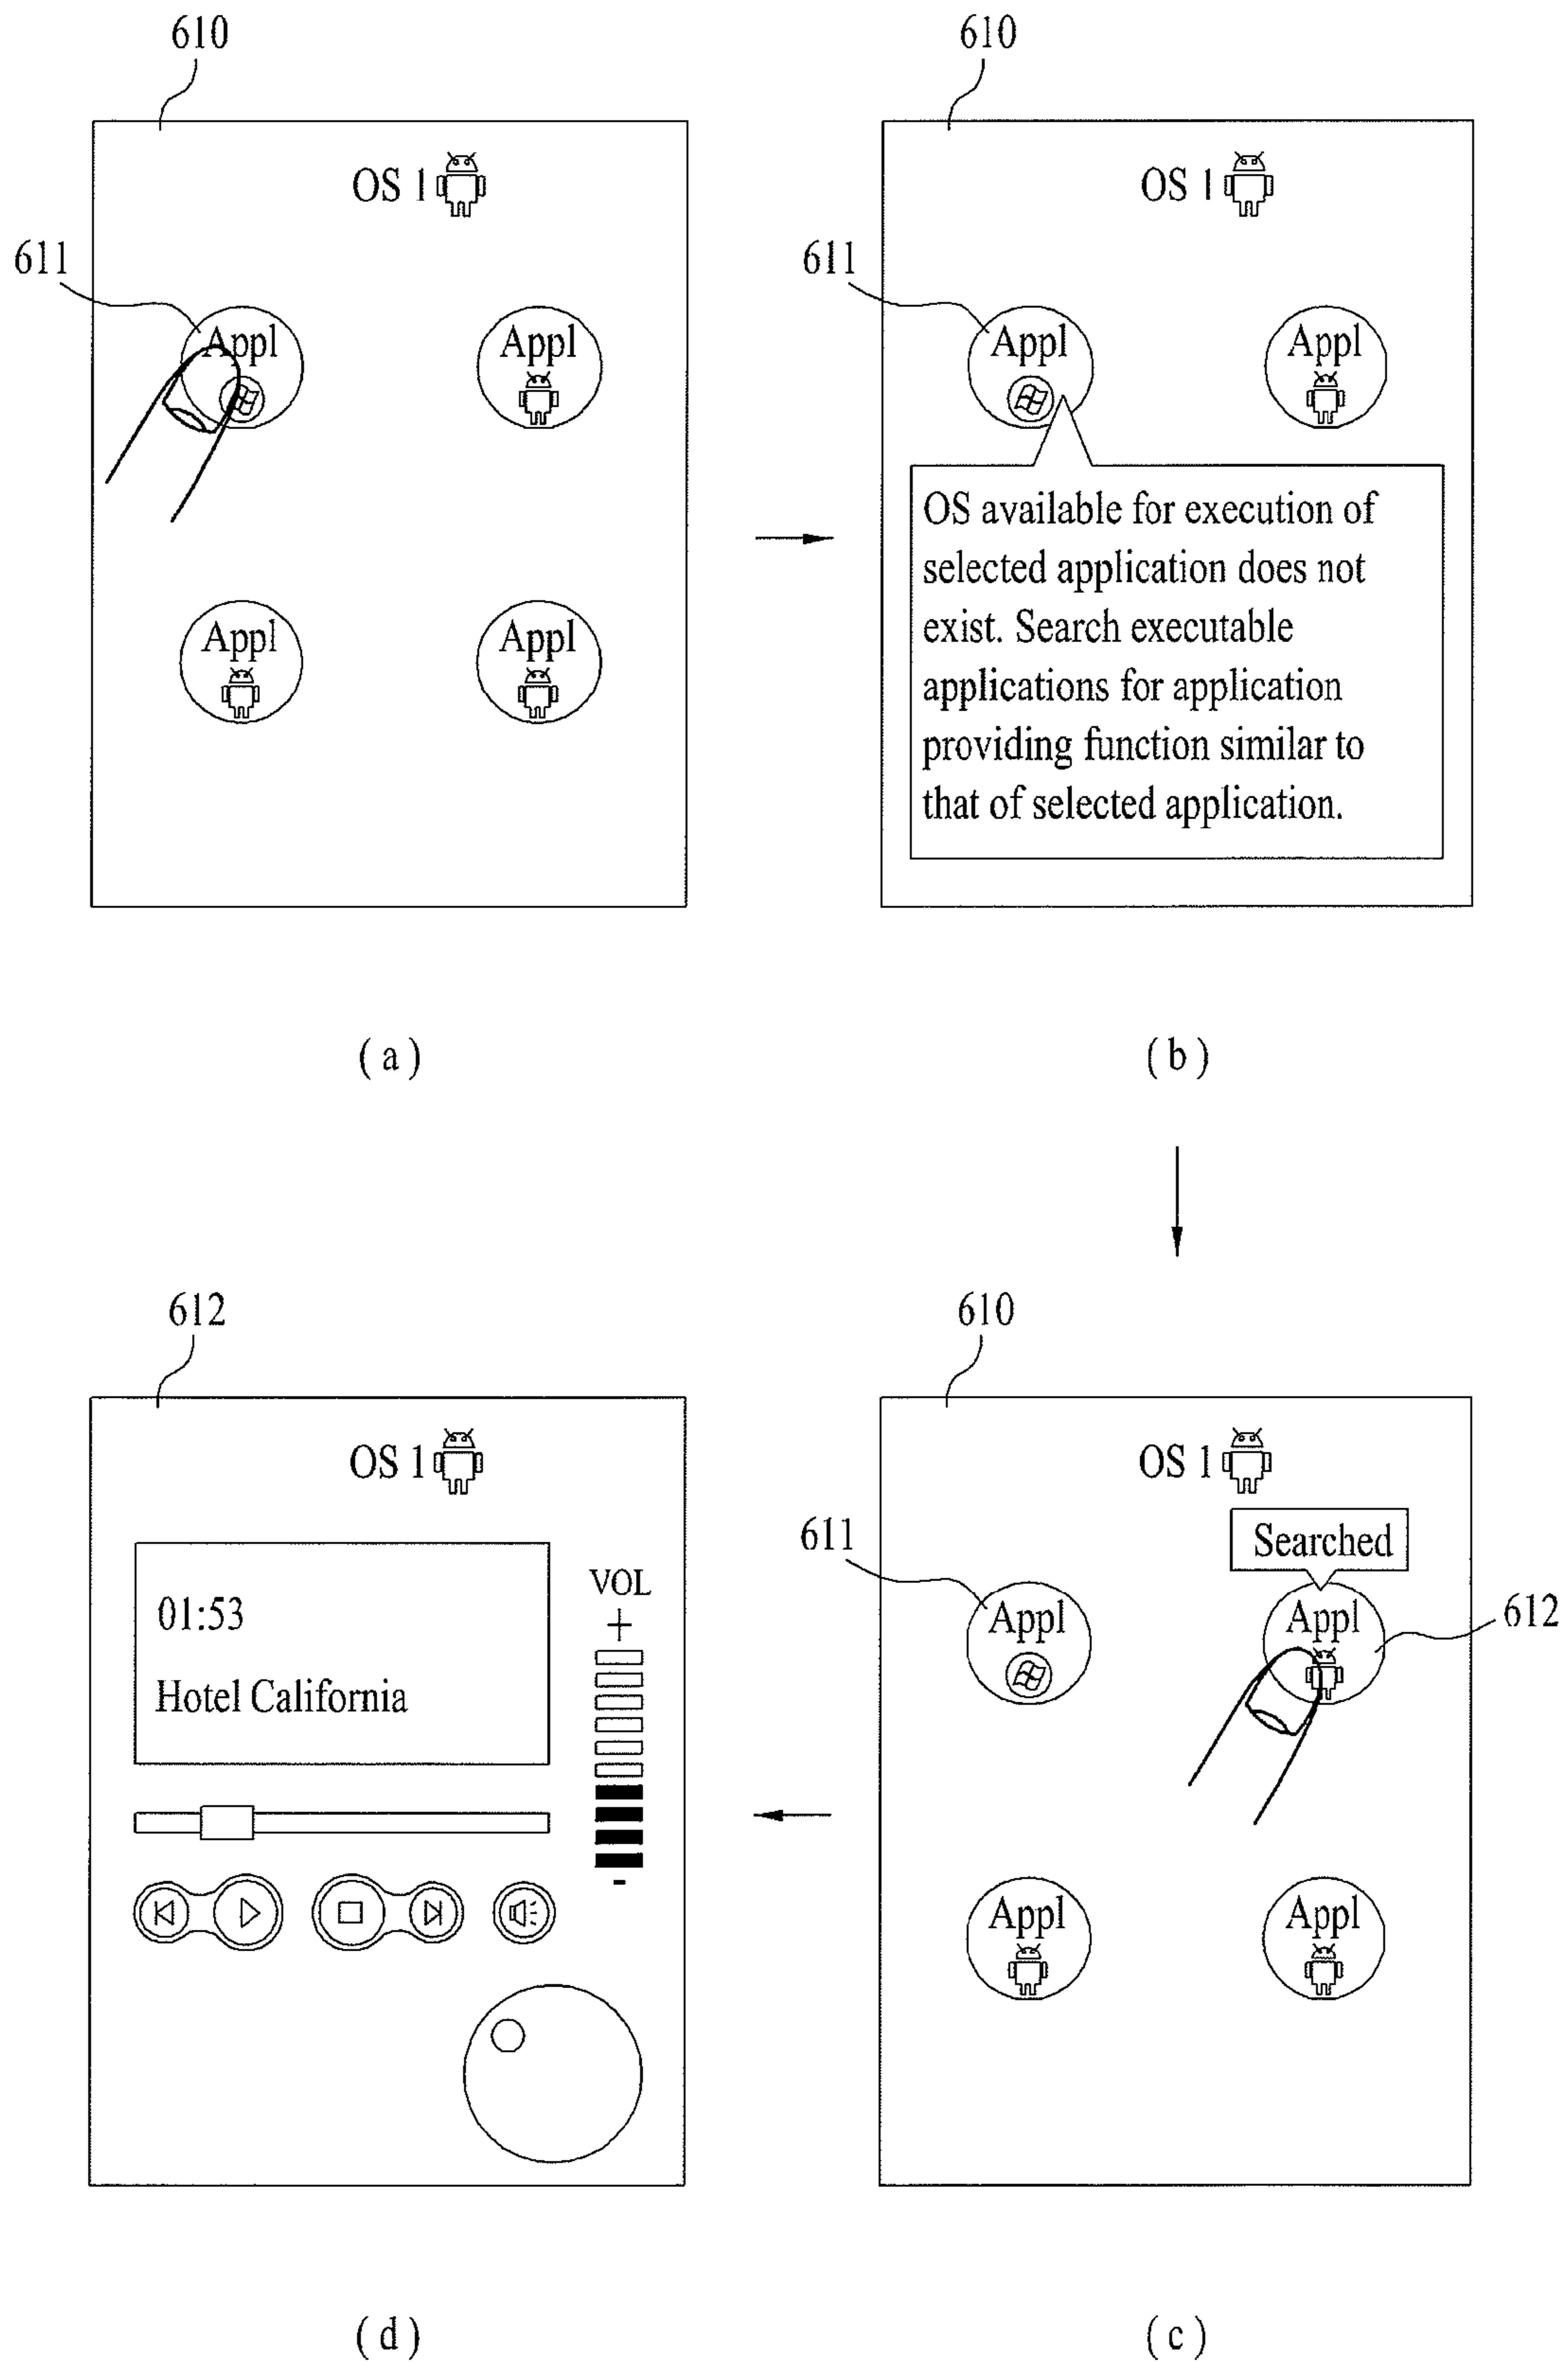 610
OS 1
611
Appl
Appl
Appl
Appl
(a)
610
OS 1
611
Appl
Appl
OS available for execution of
selected application does not
exist. Search executable
applications for application
providing function similar to
that of selected application.
(b)
610
OS 1
611
Searched
Appl
Appl
612
Appl
Appl
(c)
612
OS 1
01:53
Hotel California
VOL
+
-
(d)